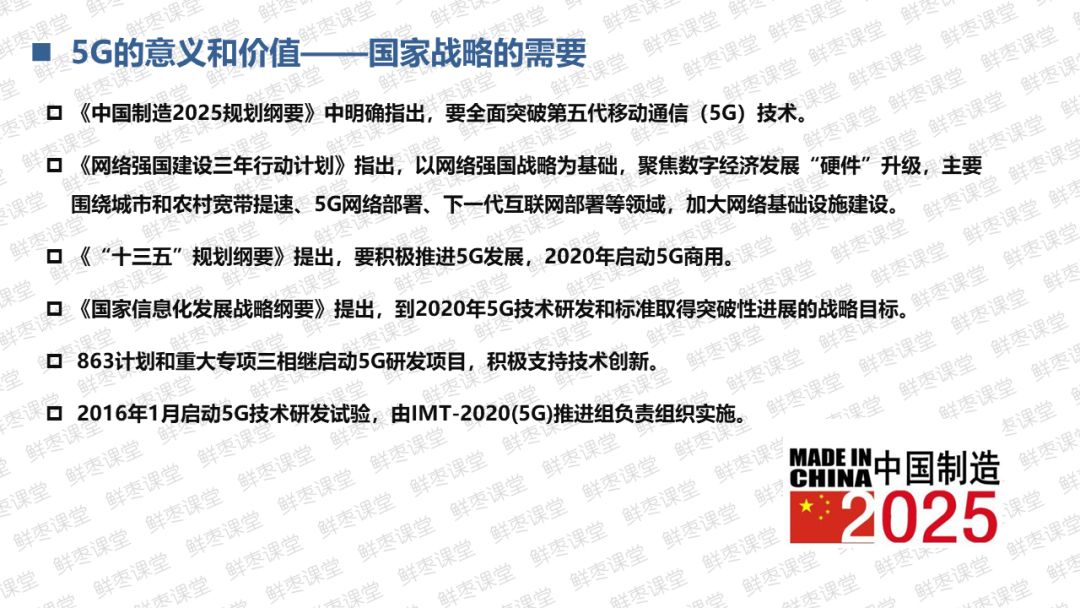 5G的意义和价值——国家战略的需要
《中国制造2025规划纲要》中明确指出，要全面突破第五代移动通信（5G）技术。
《网络强国建设三年行动计划》指出，以网络强国战略为基础，聚焦数字经济发展“硬件”升级，主要
围绕城市和农村宽带提速、5G网络部署、下一代互联网部署等领域，加大网络基础设施建设。
《“十三五”规划纲要》提出，要积极推进5G发展，2020年启动5G商用。
《国家信息化发展战略纲要》提出，到2020年5G技术研发和标准取得突破性进展的战略目标。
863计划和重大专项三相继启动5G研发项目，积极支持技术创新。
2016年1月启动5G技术研发试验，由IMT-2020(5G)推进组负责组织实施。
MADE IN
CHINA 中国制造
2025
鲜枣课堂